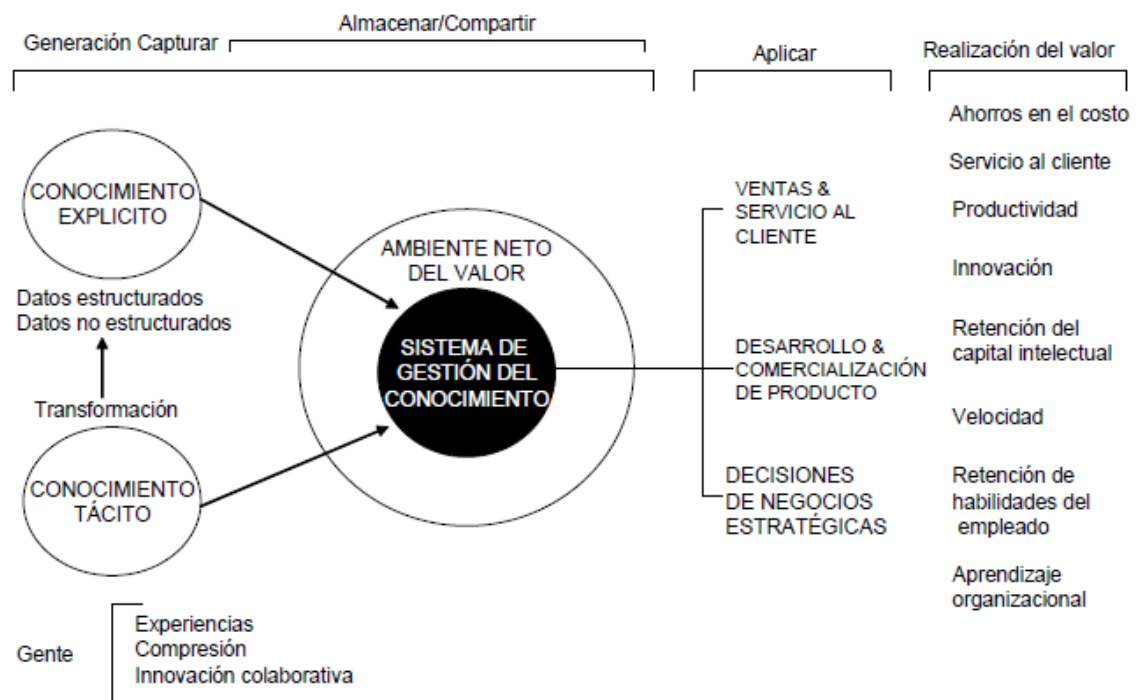 Generación Capturar
Almacenar/Compartir
Aplicar
Realización del valor
CONOCIMIENTO
EXPLICITO
Datos estructurados
Datos no estructurados
Transformación
CONOCIMIENTO
TÁCITO
Gente
Experiencias
Compresión
Innovación colaborativa
AMBIENTE NETO
DEL VALOR
SISTEMA DE
GESTIÓN DEL
CONOCIMIENTO
VENTAS &
SERVICIO AL
CLIENTE
DESARROLLO &
COMERCIALIZACIÓN
DE PRODUCTO
DECISIONES
DE NEGOCIOS
ESTRATÉGICAS
Ahorros en el costo
Servicio al cliente
Productividad
Innovación
Retención del
capital intelectual
Velocidad
Retención de
habilidades del
empleado
Aprendizaje
organizacional